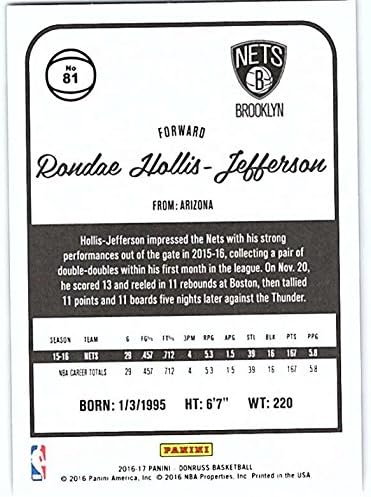 No
81
NETS
B
BROOKLYN
FORWARD
Rondae Hollis-Jefferson
FROM: ARIZONA
Hollis-Jefferson impressed the Nets with his strong
performances out of the gate in 2015-16, collecting a pair of
double-doubles within his first month in the league. On Nov. 20,
he scored 13 and reeled in 11 rebounds at Boston, then tallied
11 points and 11 boards five nights later against the Thunder.
SEASON TEAM G FG% FT% 3PM RPG APG STL BLK PTS PPG
15-16 NETS 29 .457 .712 4 5.3 1.5 39 16 167 5.8
NBA CAREER TOTALS 29 .457 .712 4 5.3 1.5 39 16 167 5.8
BORN: 1/3/1995 HT: 6'7" WT: 220
PANINI
2016-17 PANINI - DONRUSS BASKETBALL
© 2016 Panini America, Inc. © 2016 NBA Properties, Inc. Printed in the USA